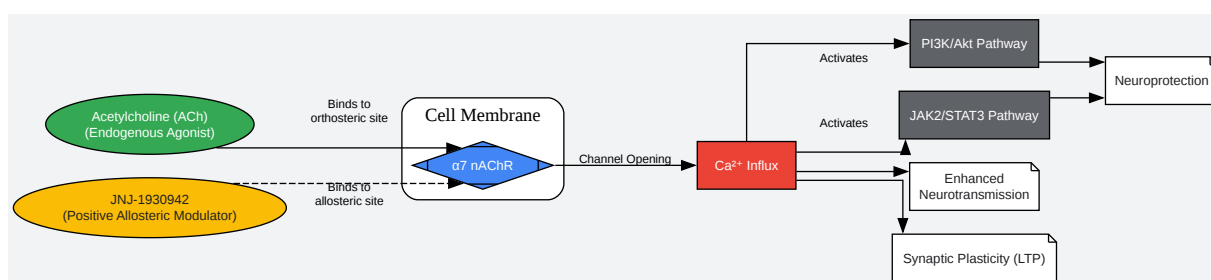 Acetylcholine (ACh)
(Endogenous Agonist)
JNJ-1930942
(Positive Allosteric Modulator)
Binds to
orthosteric site
Binds to
allosteric site
Cell Membrane
α7 nAChR
Channel Opening
Ca²⁺ Influx
Activates
Activates
PI3K/Akt Pathway
JAK2/STAT3 Pathway
Neuroprotection
Enhanced
Neurotransmission
Synaptic Plasticity (LTP)